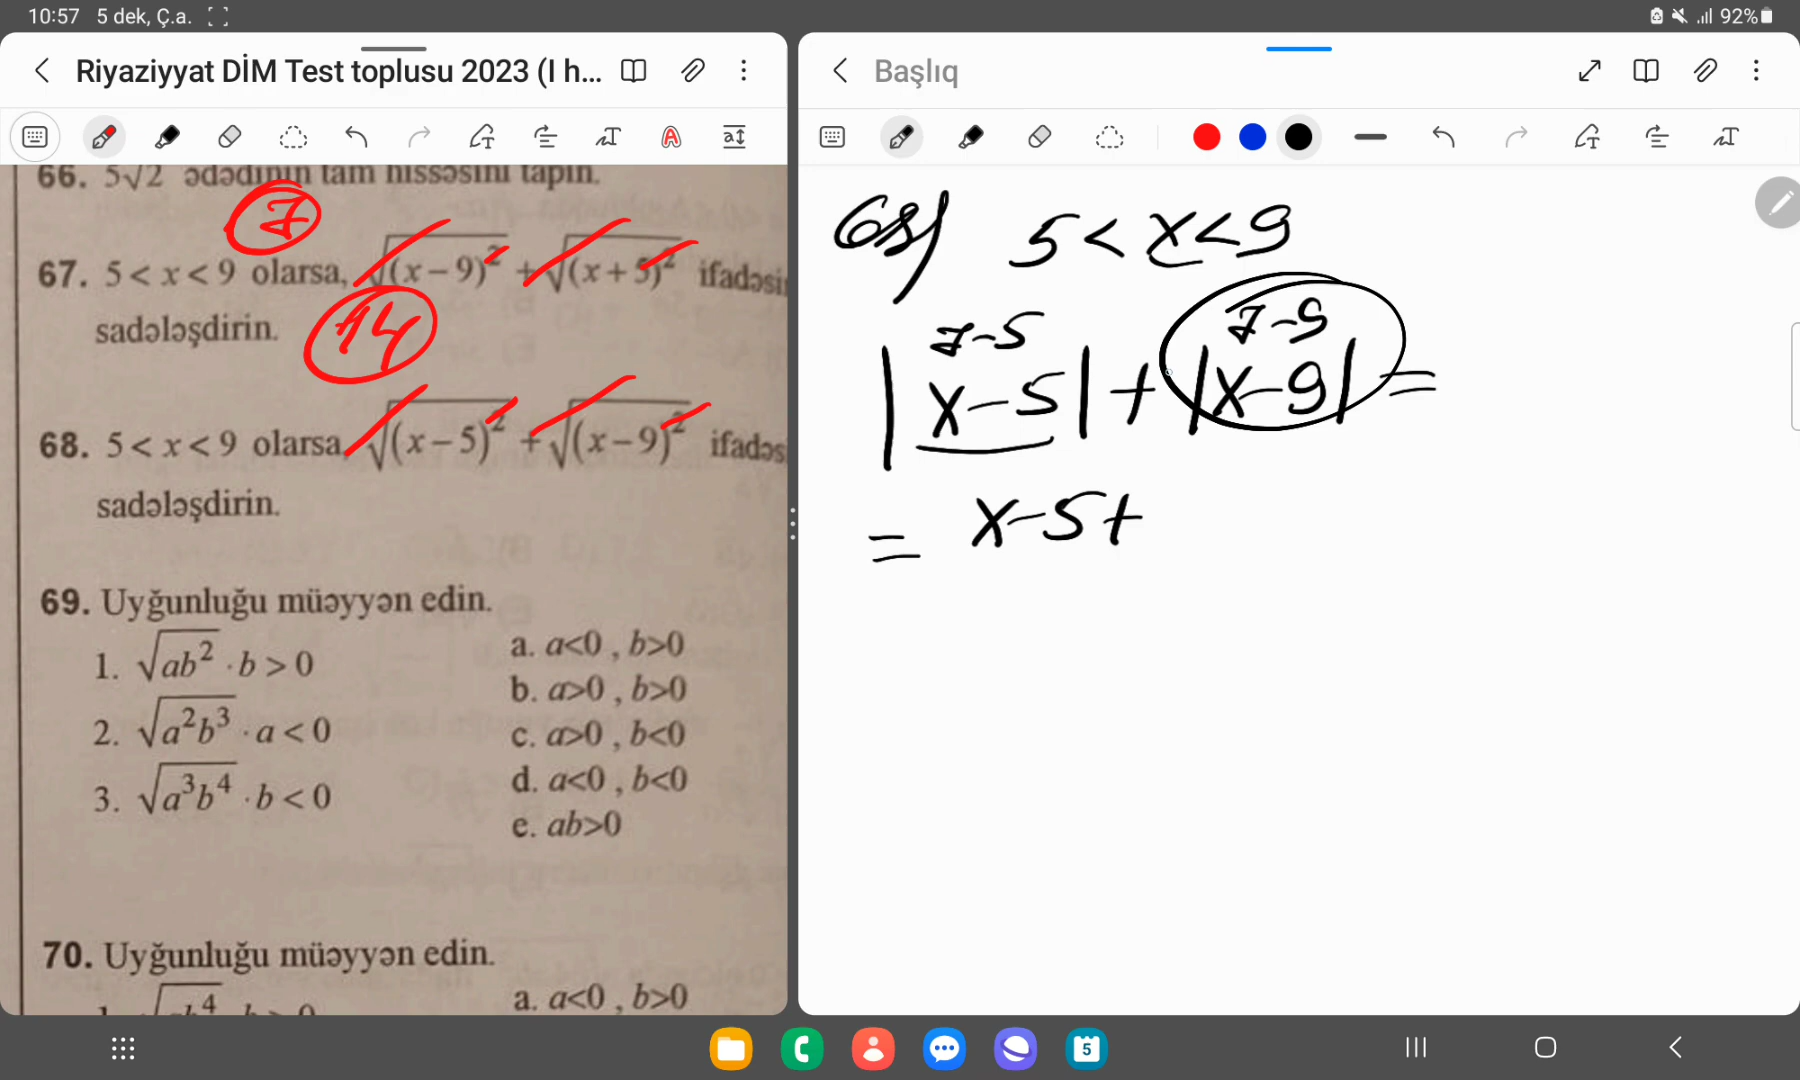 10:57 5 dek, Ç.a. 92%
Riyaziyyat DİM Test toplusu 2023 (I h...
66. 5√2 ədədinin tam hissəsini tapın.
7
67. 5 < x < 9 olarsa, √(x − 9)² + √(x + 5)² ifadəsi
sadələşdirin.
14
68. 5 < x < 9 olarsa, √(x − 5)² + √(x − 9)² ifadəs
sadələşdirin.
69. Uyğunluğu müəyyən edin.
1. √ab² · b > 0
2. √a²b³ · a < 0
3. √a³b⁴ · b < 0
a. a<0 , b>0
b. a>0 , b>0
c. a>0 , b<0
d. a<0 , b<0
e. ab>0
70. Uyğunluğu müəyyən edin.
a. a<0 , b>0
Başlıq
68) 5 < x < 9
7-5 7-9
|x-5| + |x-9| =
= x-5+
5